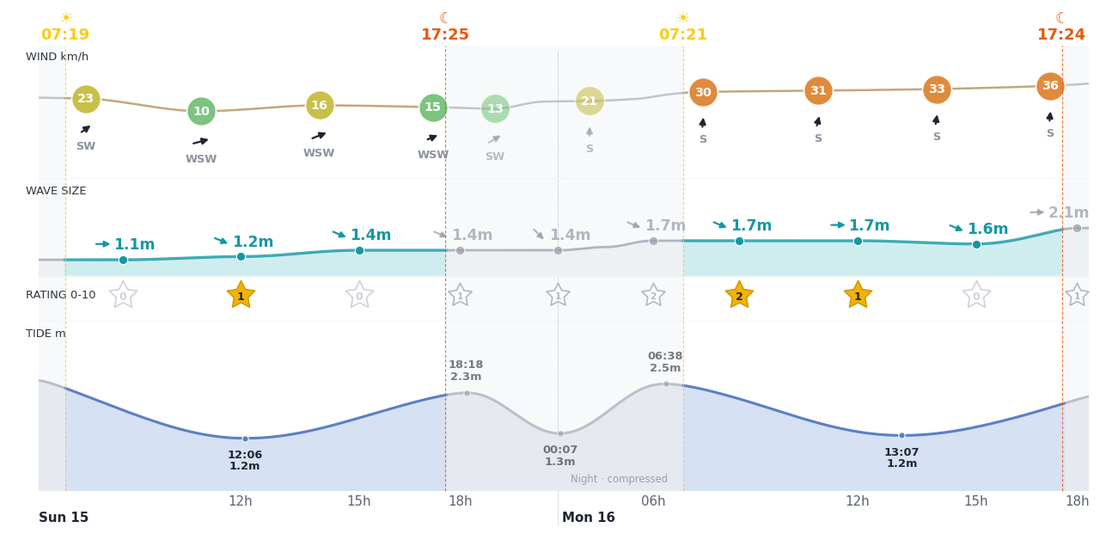 07:19 17:25 07:21 17:24
WIND km/h
23 10 16 15 13 21 30 31 33 36
SW WSW WSW WSW SW S S S S S
WAVE SIZE
1.1m 1.2m 1.4m 1.4m 1.4m 1.7m 1.7m 1.7m 1.6m 2.1m
RATING 0-10
0 1 0 1 1 2 2 1 0 1
TIDE m
18:18 06:38
2.3m 2.5m
12:06 00:07 13:07
1.2m 1.3m 1.2m
Night · compressed
12h 15h 18h 06h 12h 15h 18h
Sun 15 Mon 16